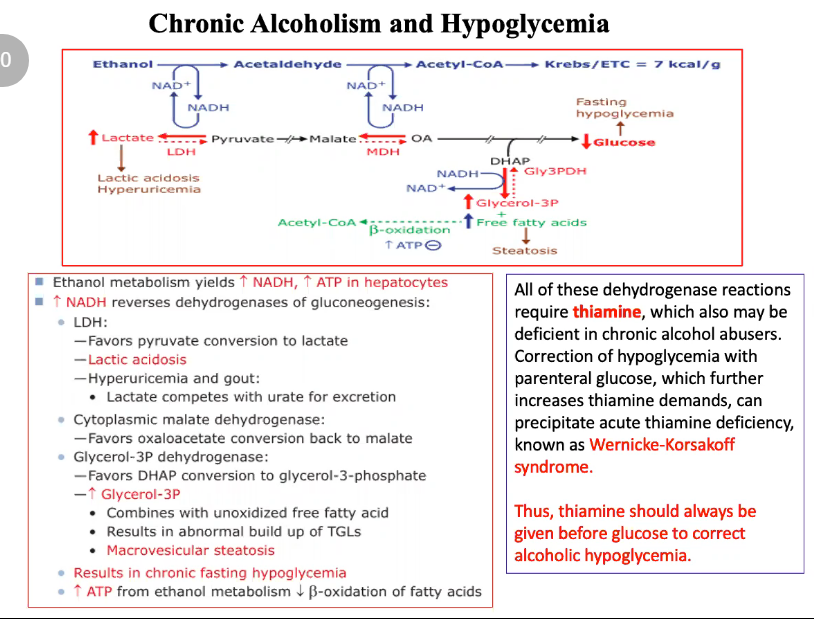 Chronic Alcoholism and Hypoglycemia
0
Ethanol → Acetaldehyde → Acetyl-CoA → Krebs/ETC = 7 kcal/g
NAD+ NAD+
NADH NADH
Fasting
hypoglycemia
↑ Lactate Pyruvate Malate OA ↓ Glucose
LDH MDH
DHAP
Lactic acidosis
Hyperuricemia
NADH Gly3PDH
NAD+
↑ Glycerol-3P
+
Acetyl-CoA ↑ Free fatty acids
β-oxidation
↑ ATP ⊖
Steatosis
■ Ethanol metabolism yields ↑ NADH, ↑ ATP in hepatocytes
■ ↑ NADH reverses dehydrogenases of gluconeogenesis:
• LDH:
—Favors pyruvate conversion to lactate
—Lactic acidosis
—Hyperuricemia and gout:
• Lactate competes with urate for excretion
• Cytoplasmic malate dehydrogenase:
—Favors oxaloacetate conversion back to malate
• Glycerol-3P dehydrogenase:
—Favors DHAP conversion to glycerol-3-phosphate
—↑ Glycerol-3P
• Combines with unoxidized free fatty acid
• Results in abnormal build up of TGLs
• Macrovesicular steatosis
• Results in chronic fasting hypoglycemia
• ↑ ATP from ethanol metabolism ↓ β-oxidation of fatty acids
All of these dehydrogenase reactions
require thiamine, which also may be
deficient in chronic alcohol abusers.
Correction of hypoglycemia with
parenteral glucose, which further
increases thiamine demands, can
precipitate acute thiamine deficiency,
known as Wernicke-Korsakoff
syndrome.
Thus, thiamine should always be
given before glucose to correct
alcoholic hypoglycemia.